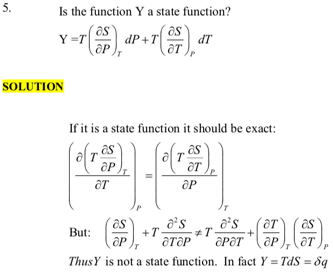 5. Is the function Y a state function?
Y =T(∂S/∂P)_T dP + T(∂S/∂T)_P dT
SOLUTION
If it is a state function it should be exact:
(∂(T ∂S/∂P)_T/∂T)_P = (∂(T ∂S/∂T)_P/∂P)_T
But: (∂S/∂P)_T + T ∂²S/∂T∂P ≠ T ∂²S/∂P∂T + (∂T/∂P)_T (∂S/∂T)_P
Thus Y is not a state function. In fact Y = TdS = δq